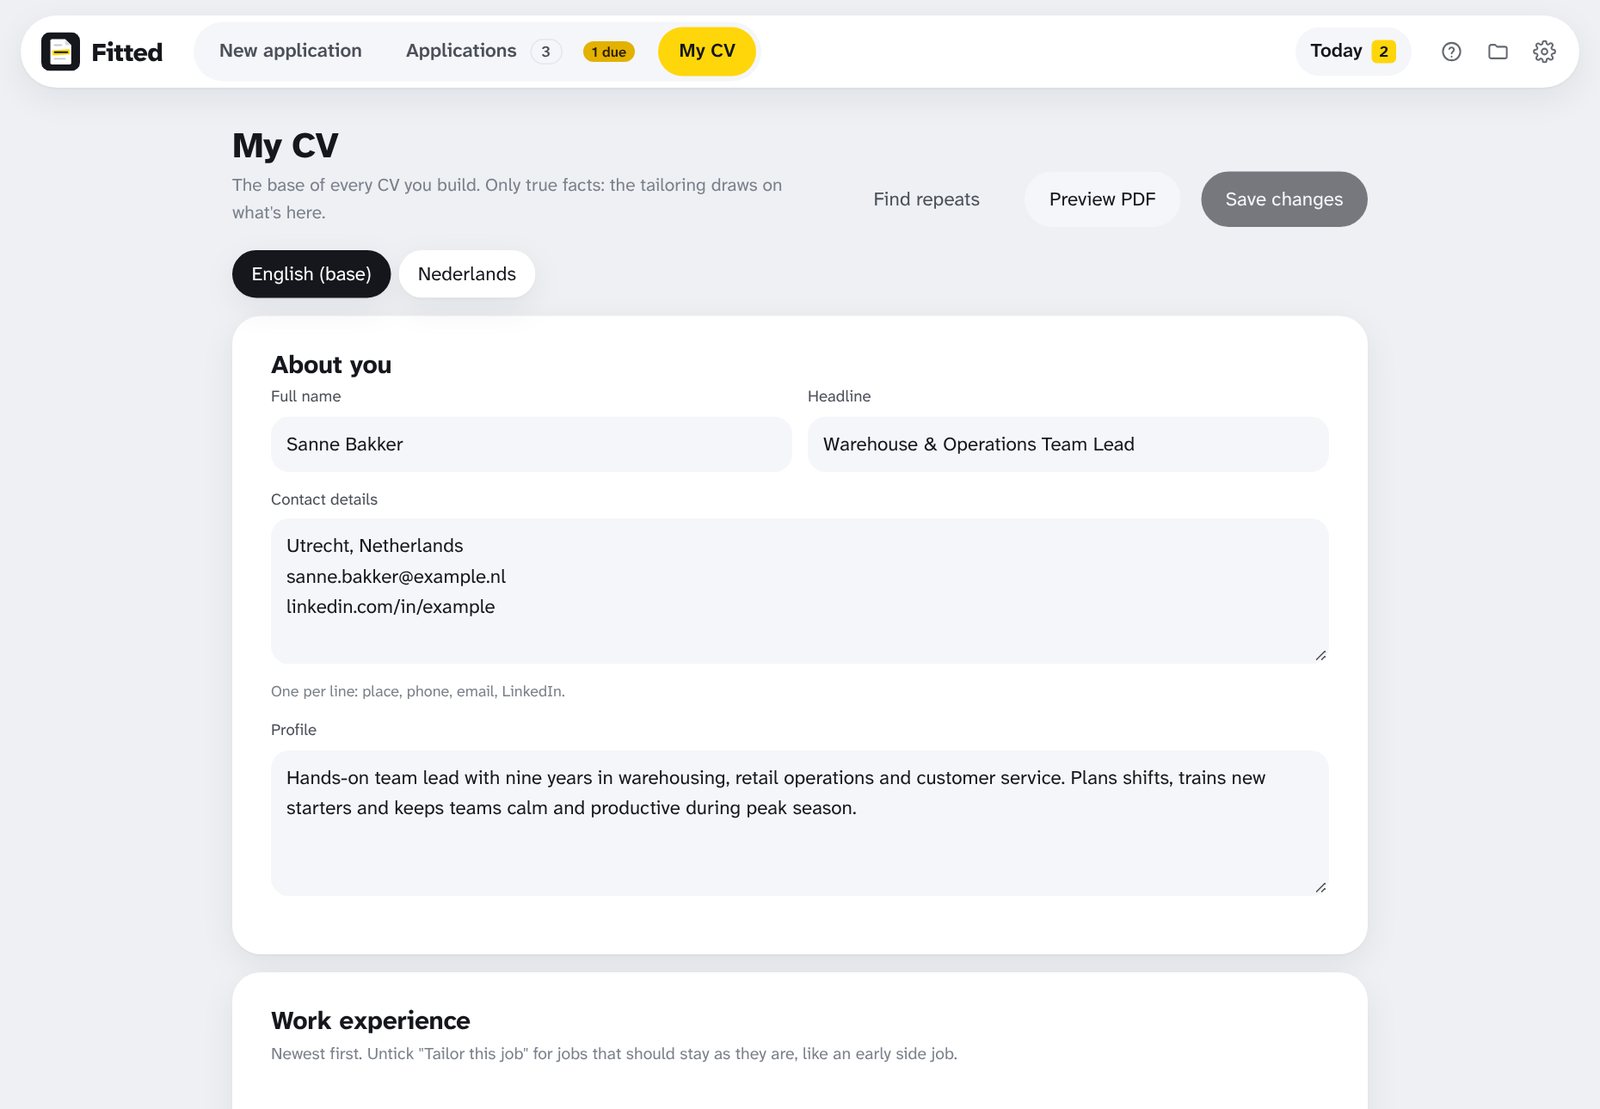 Fitted
New application
Applications 3 1 due
My CV
Today 2
My CV
The base of every CV you build. Only true facts: the tailoring draws on
what's here.
Find repeats
Preview PDF
Save changes
English (base)
Nederlands
About you
Full name
Headline
Sanne Bakker
Warehouse & Operations Team Lead
Contact details
Utrecht, Netherlands
sanne.bakker@example.nl
linkedin.com/in/example
One per line: place, phone, email, LinkedIn.
Profile
Hands-on team lead with nine years in warehousing, retail operations and customer service. Plans shifts, trains new
starters and keeps teams calm and productive during peak season.
Work experience
Newest first. Untick "Tailor this job" for jobs that should stay as they are, like an early side job.